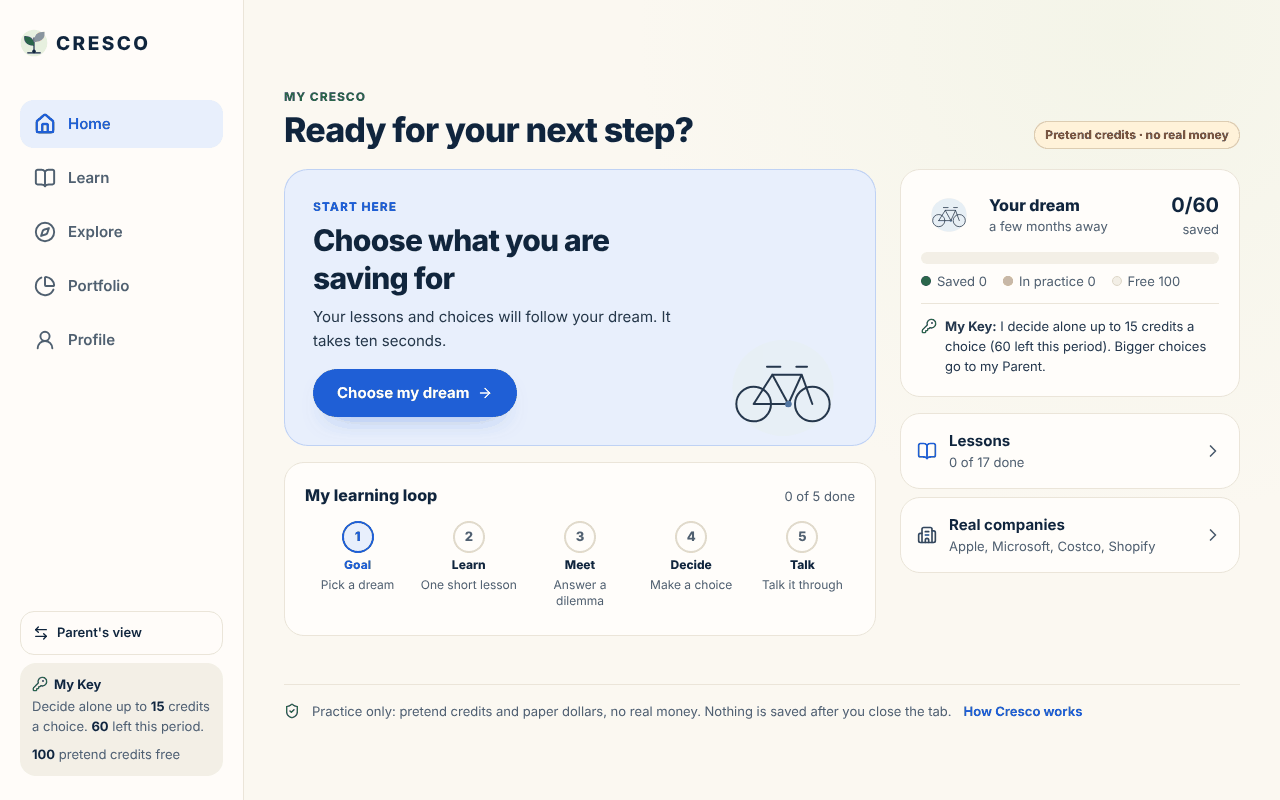 CRESCO
Home
Learn
Explore
Portfolio
Profile
Parent's view
My Key
Decide alone up to 15 credits
a choice. 60 left this period.
100 pretend credits free
MY CRESCO
Ready for your next step?
Pretend credits · no real money
START HERE
Choose what you are
saving for
Your lessons and choices will follow your dream. It
takes ten seconds.
Choose my dream
My learning loop
0 of 5 done
1
Goal
Pick a dream
2
Learn
One short lesson
3
Meet
Answer a
dilemma
4
Decide
Make a choice
5
Talk
Talk it through
Your dream
a few months away
0/60
saved
Saved 0
In practice 0
Free 100
My Key: I decide alone up to 15 credits a
choice (60 left this period). Bigger choices
go to my Parent.
Lessons
0 of 17 done
Real companies
Apple, Microsoft, Costco, Shopify
Practice only: pretend credits and paper dollars, no real money. Nothing is saved after you close the tab. How Cresco works